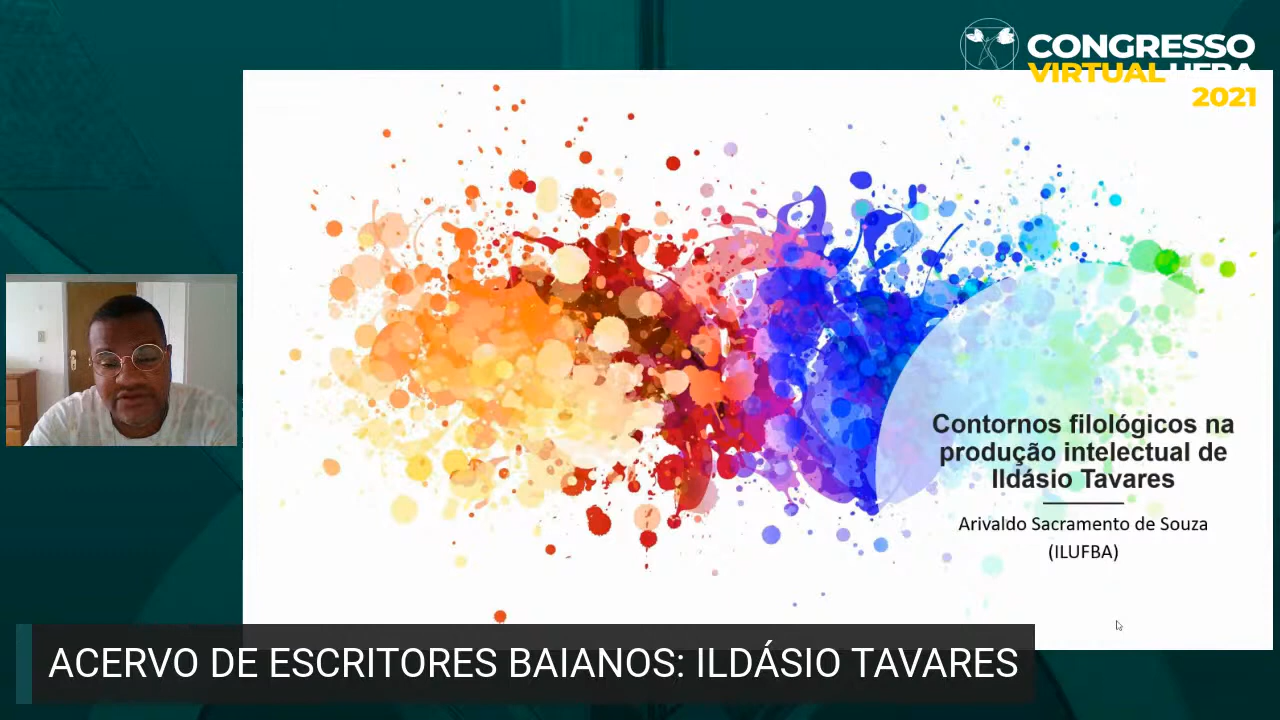 CONGRESSO
VIRTUAL UFBA
2021
Contornos filológicos na
produção intelectual de
Ildásio Tavares
Arivaldo Sacramento de Souza
(ILUFBA)
ACERVO DE ESCRITORES BAIANOS: ILDÁSIO TAVARES